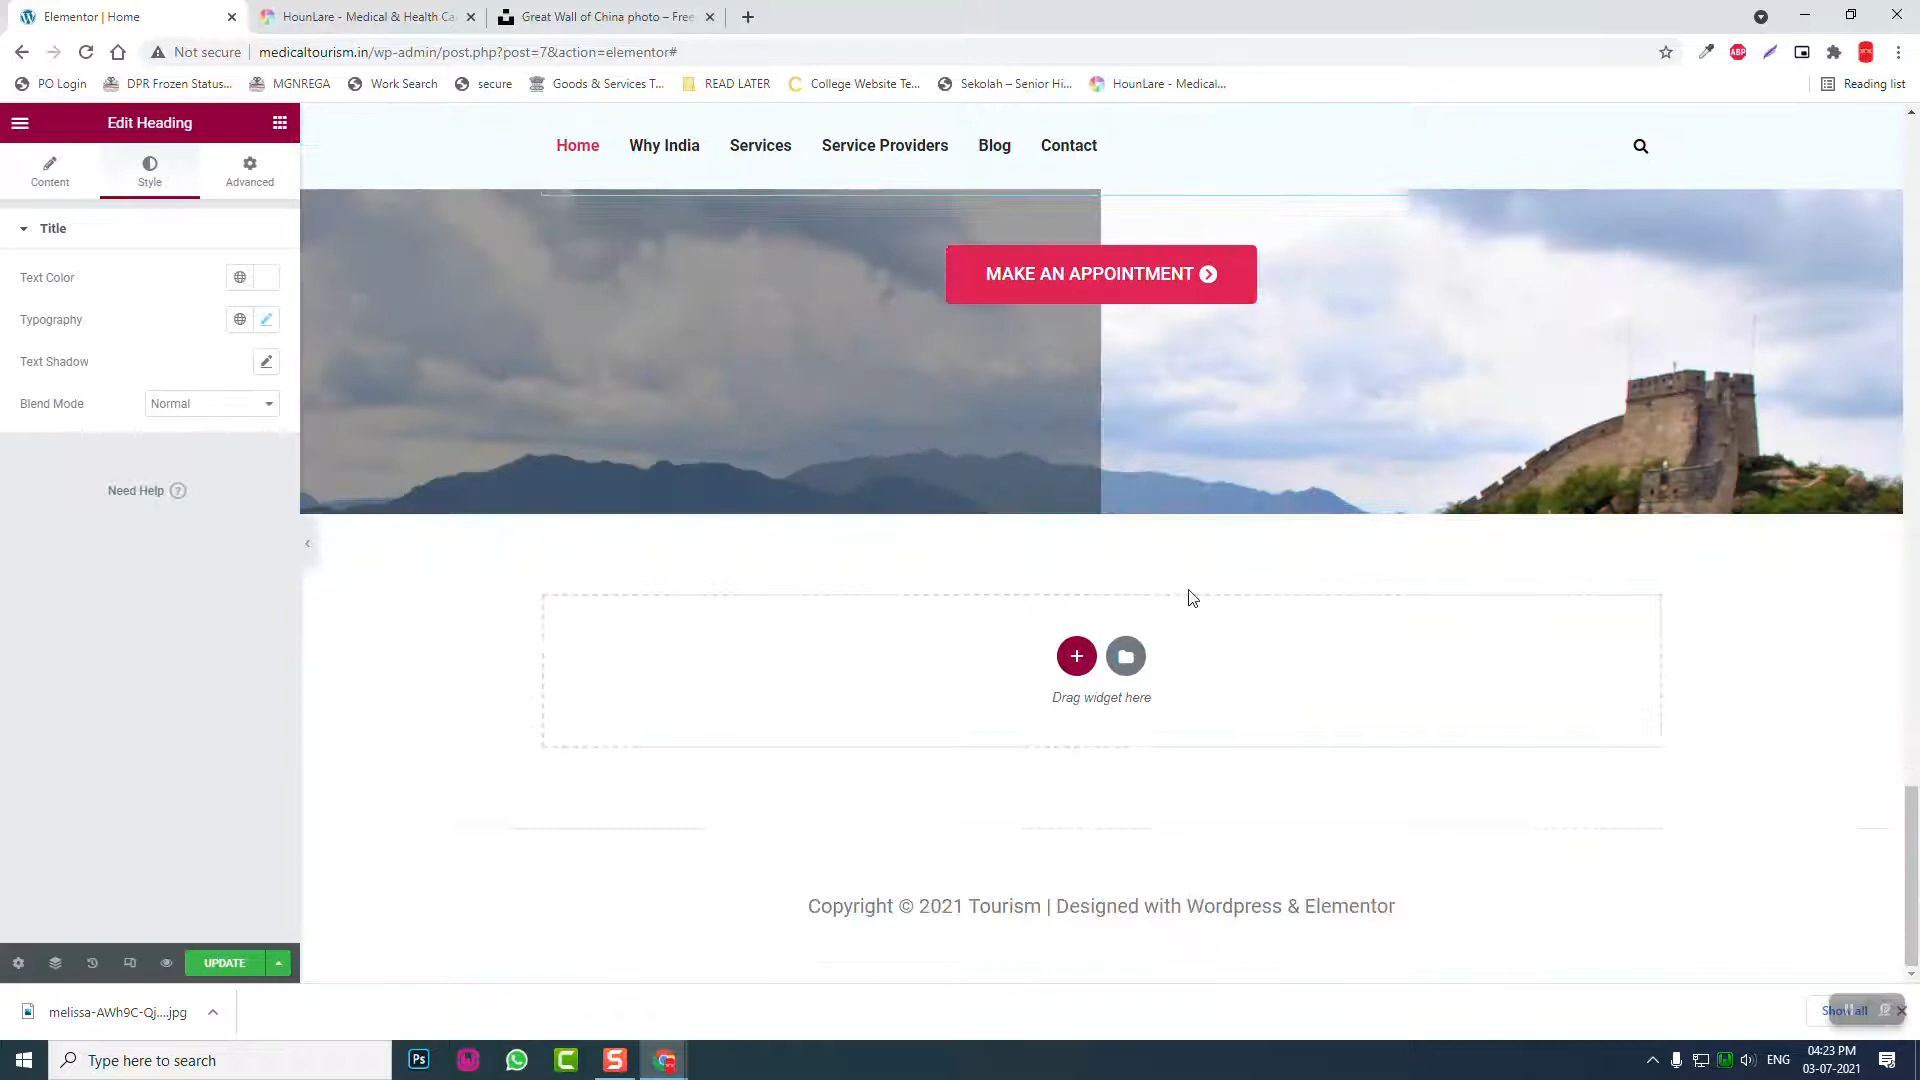 Elementor | Home
HounLare - Medical & Health Ca
Great Wall of China photo – Free
Not secure
medicaltourism.in/wp-admin/post.php?post=7&action=elementor#
PO Login
DPR Frozen Status...
MGNREGA
Work Search
secure
Goods & Services T...
READ LATER
College Website Te...
Sekolah – Senior Hi...
HounLare - Medical...
Reading list
Edit Heading
Content
Style
Advanced
Title
Text Color
Typography
Text Shadow
Blend Mode
Normal
Need Help
UPDATE
Home
Why India
Services
Service Providers
Blog
Contact
MAKE AN APPOINTMENT
Drag widget here
Copyright © 2021 Tourism | Designed with Wordpress & Elementor
melissa-AWh9C-Qj....jpg
Show all
Type here to search
Ps
ENG
04:23 PM
03-07-2021